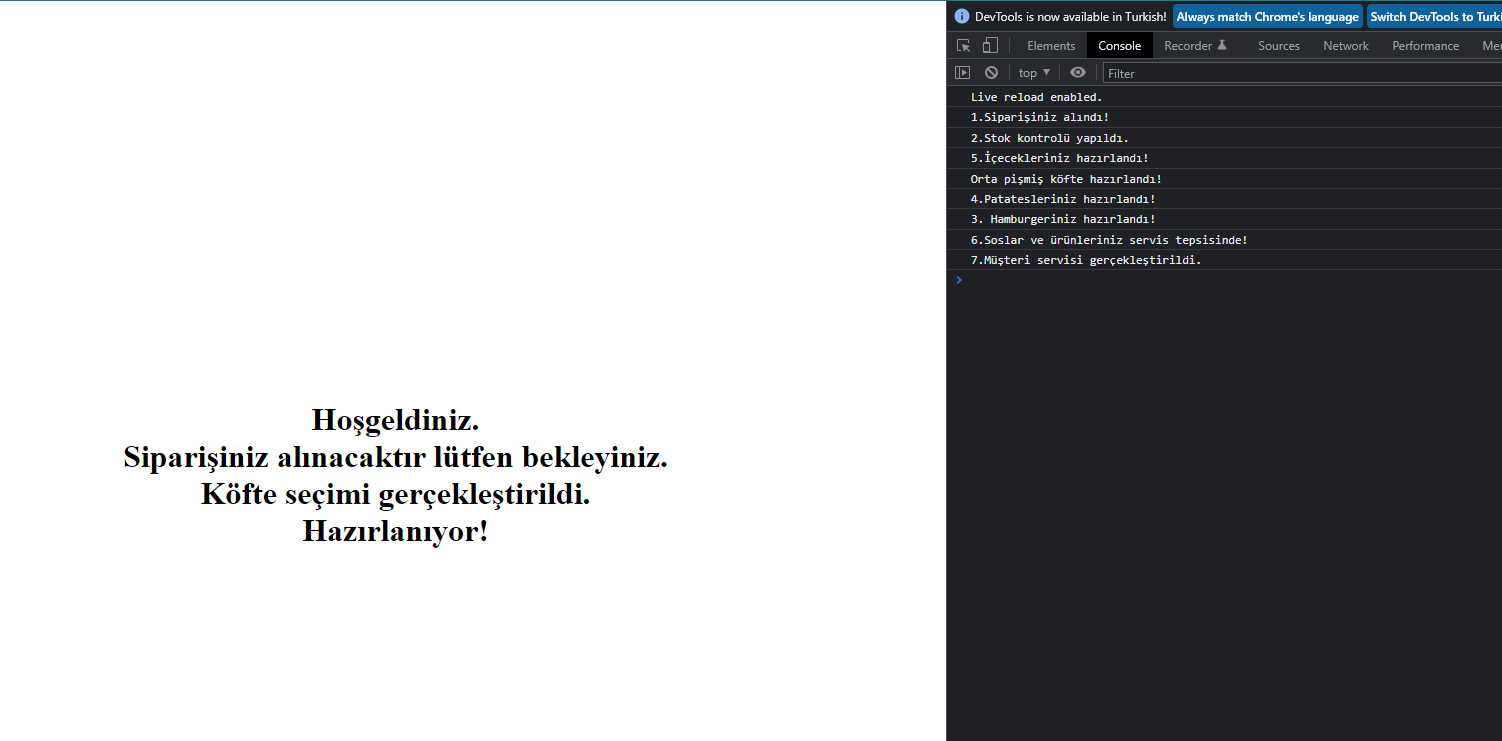 DevTools is now available in Turkish! Always match Chrome's language Switch DevTools to
Elements Console Recorder Sources Network Performance
top Filter
Live reload enabled.
1.Siparişiniz alındı!
2.Stok kontrolü yapıldı.
5.İçecekleriniz hazırlandı!
Orta pişmiş köfte hazırlandı!
4.Patatesleriniz hazırlandı!
3. Hamburgeriniz hazırlandı!
6.Soslar ve ürünleriniz servis tepsisinde!
7.Müşteri servisi gerçekleştirildi.
Hoşgeldiniz.
Siparişiniz alınacaktır lütfen bekleyiniz.
Köfte seçimi gerçekleştirildi.
Hazırlanıyor!